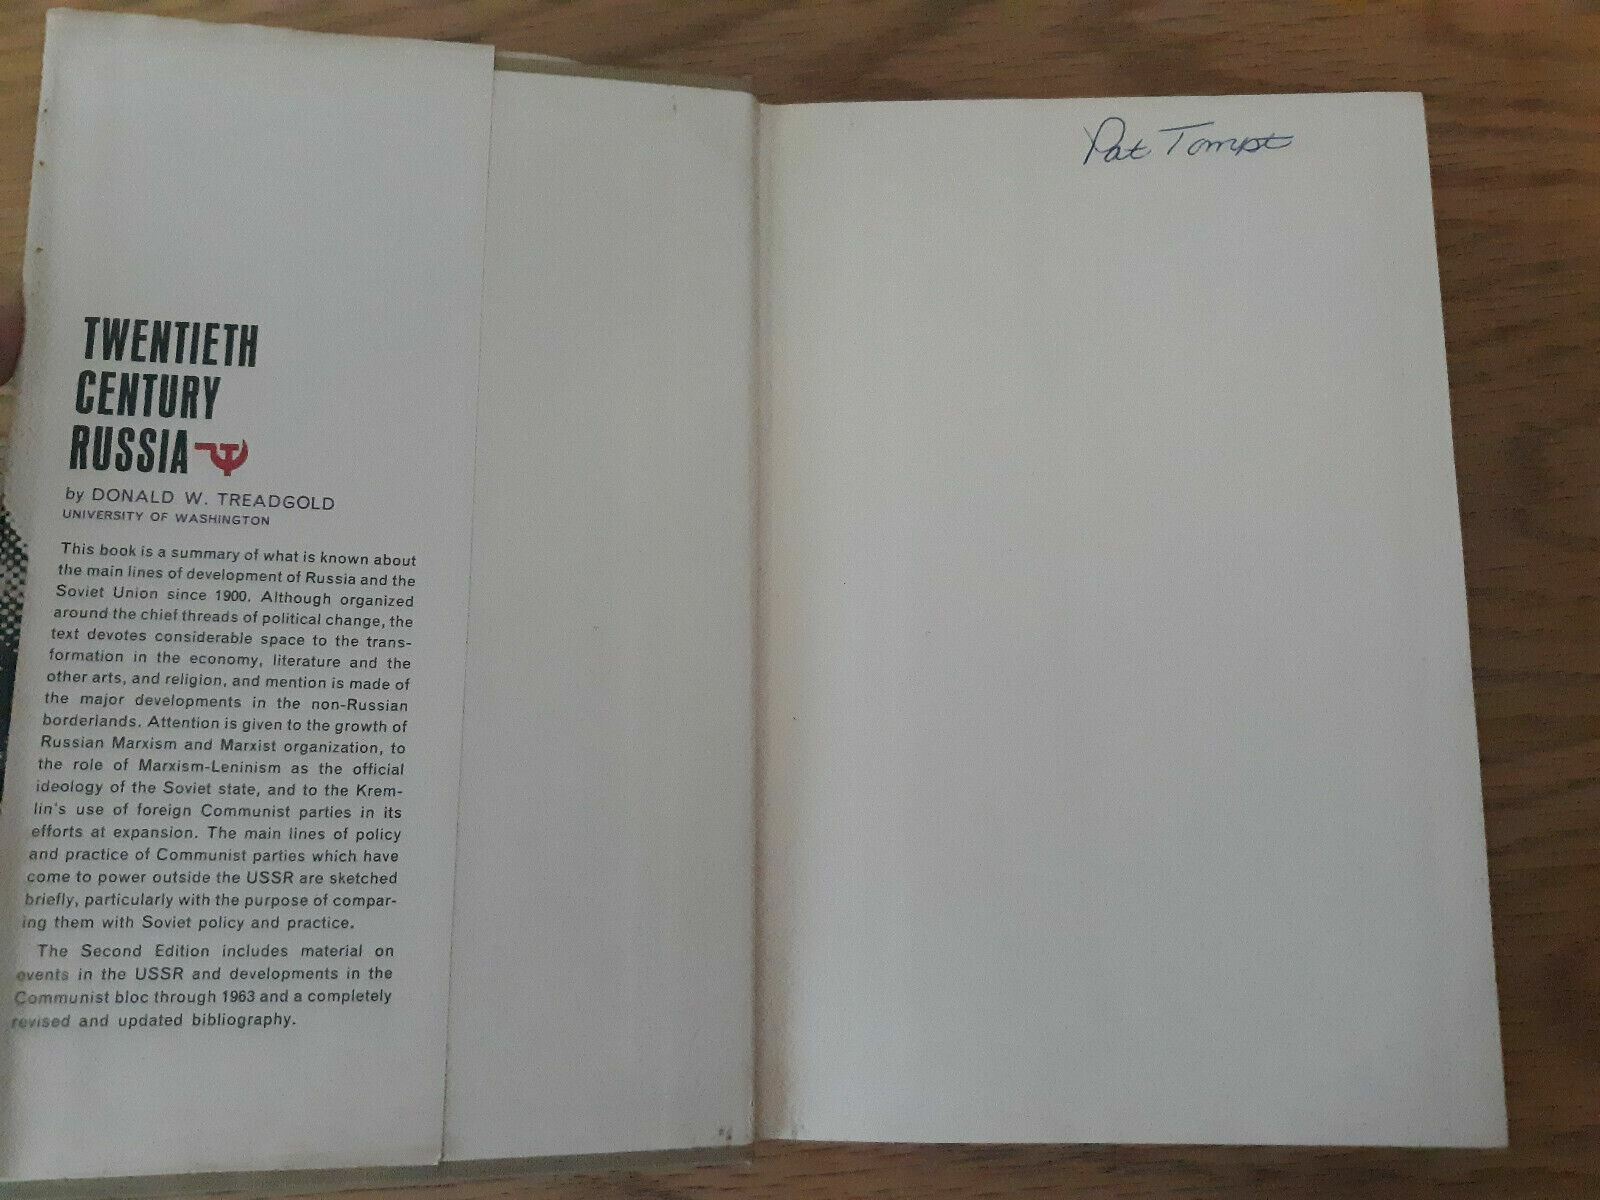 TWENTIETH
CENTURY
RUSSIA
by DONALD W. TREADGOLD
UNIVERSITY OF WASHINGTON
This book is a summary of what is known about
the main lines of development of Russia and the
Soviet Union since 1900. Although organized
around the chief threads of political change, the
text devotes considerable space to the trans-
formation in the economy, literature and the
other arts, and religion, and mention is made of
the major developments in the non-Russian
borderlands. Attention is given to the growth of
Russian Marxism and Marxist organization, to
the role of Marxism-Leninism as the official
ideology of the Soviet state, and to the Krem-
lin's use of foreign Communist parties in its
efforts at expansion. The main lines of policy
and practice of Communist parties which have
come to power outside the USSR are sketched
briefly, particularly with the purpose of compar-
ing them with Soviet policy and practice.
The Second Edition includes material on
events in the USSR and developments in the
Communist bloc through 1963 and a completely
revised and updated bibliography.
Pat Tompt